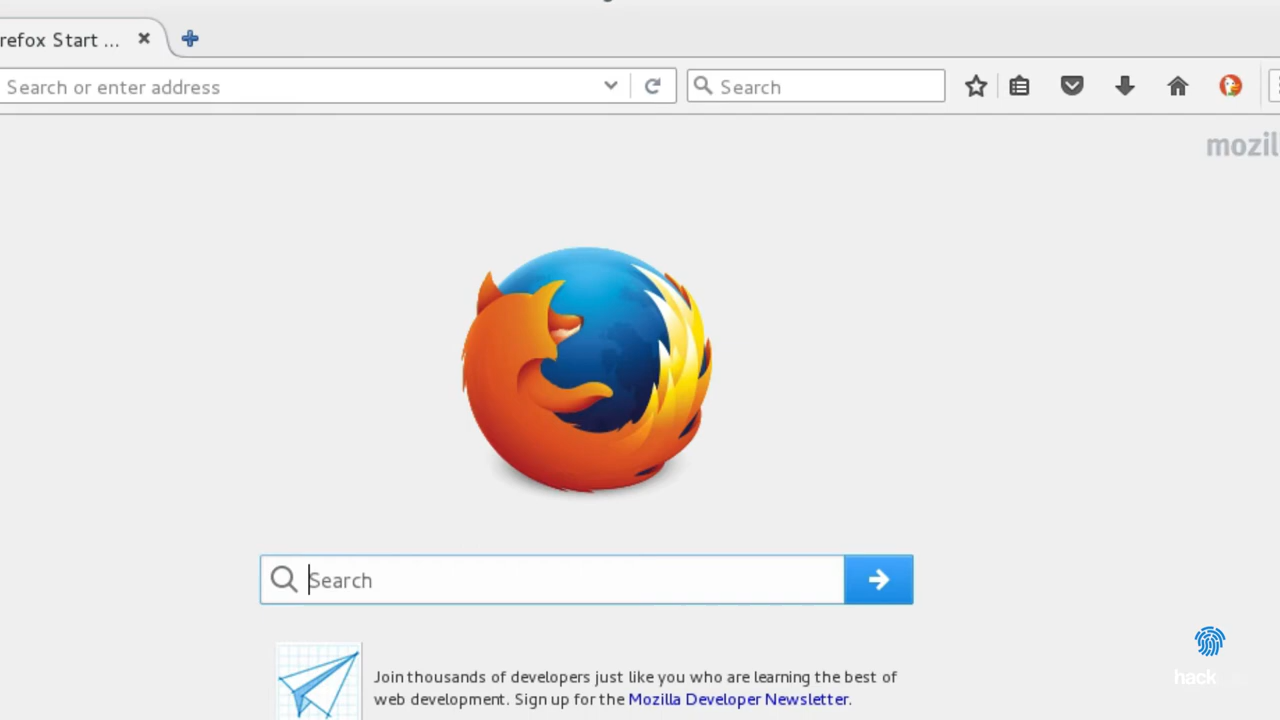 refox Start ...
Search or enter address
Search
mozil
Search
Join thousands of developers just like you who are learning the best of
web development. Sign up for the Mozilla Developer Newsletter.
hack